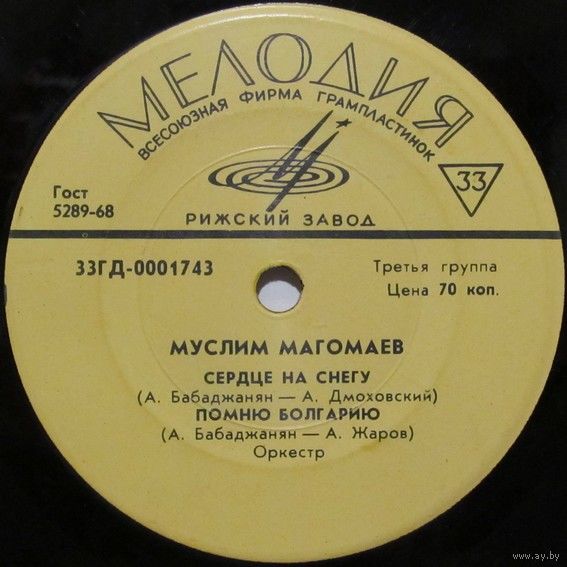 МЕЛОДИЯ
ВСЕСОЮЗНАЯ ФИРМА ГРАМПЛАСТИНОК
33
Гост
5289-68
РИЖСКИЙ ЗАВОД
33ГД-0001743
Третья группа
Цена 70 коп.
МУСЛИМ МАГОМАЕВ
СЕРДЦЕ НА СНЕГУ
(А. Бабаджанян — А. Дмоховский)
ПОМНЮ БОЛГАРИЮ
(А. Бабаджанян — А. Жаров)
Оркестр
www.ay.by